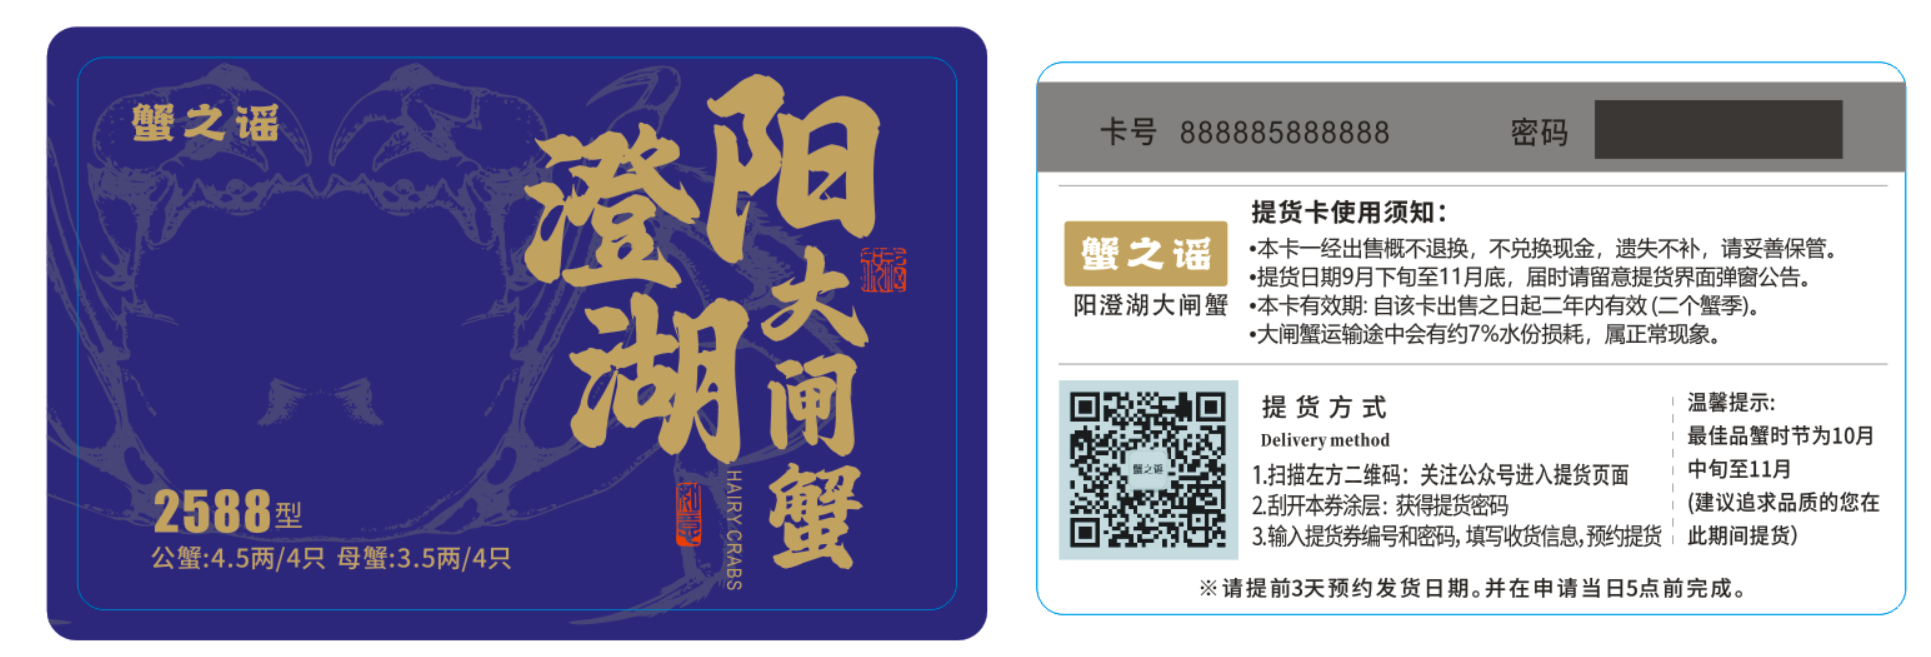 蟹之谣
阳澄湖
大闸蟹
HAIRY CRABS
2588型
公蟹:4.5两/4只 母蟹:3.5两/4只
卡号 888885888888 密码
蟹之谣
阳澄湖大闸蟹
提货卡使用须知：
•本卡一经出售概不退换，不兑换现金，遗失不补，请妥善保管。
•提货日期9月下旬至11月底，届时请留意提货界面弹窗公告。
•本卡有效期: 自该卡出售之日起二年内有效 (二个蟹季)。
•大闸蟹运输途中会有约7%水份损耗，属正常现象。
蟹之谣
提货方式
Delivery method
1.扫描左方二维码：关注公众号进入提货页面
2.刮开本券涂层：获得提货密码
3.输入提货券编号和密码, 填写收货信息, 预约提货
温馨提示:
最佳品蟹时节为10月
中旬至11月
(建议追求品质的您在
此期间提货）
※请提前3天预约发货日期。并在申请当日5点前完成。